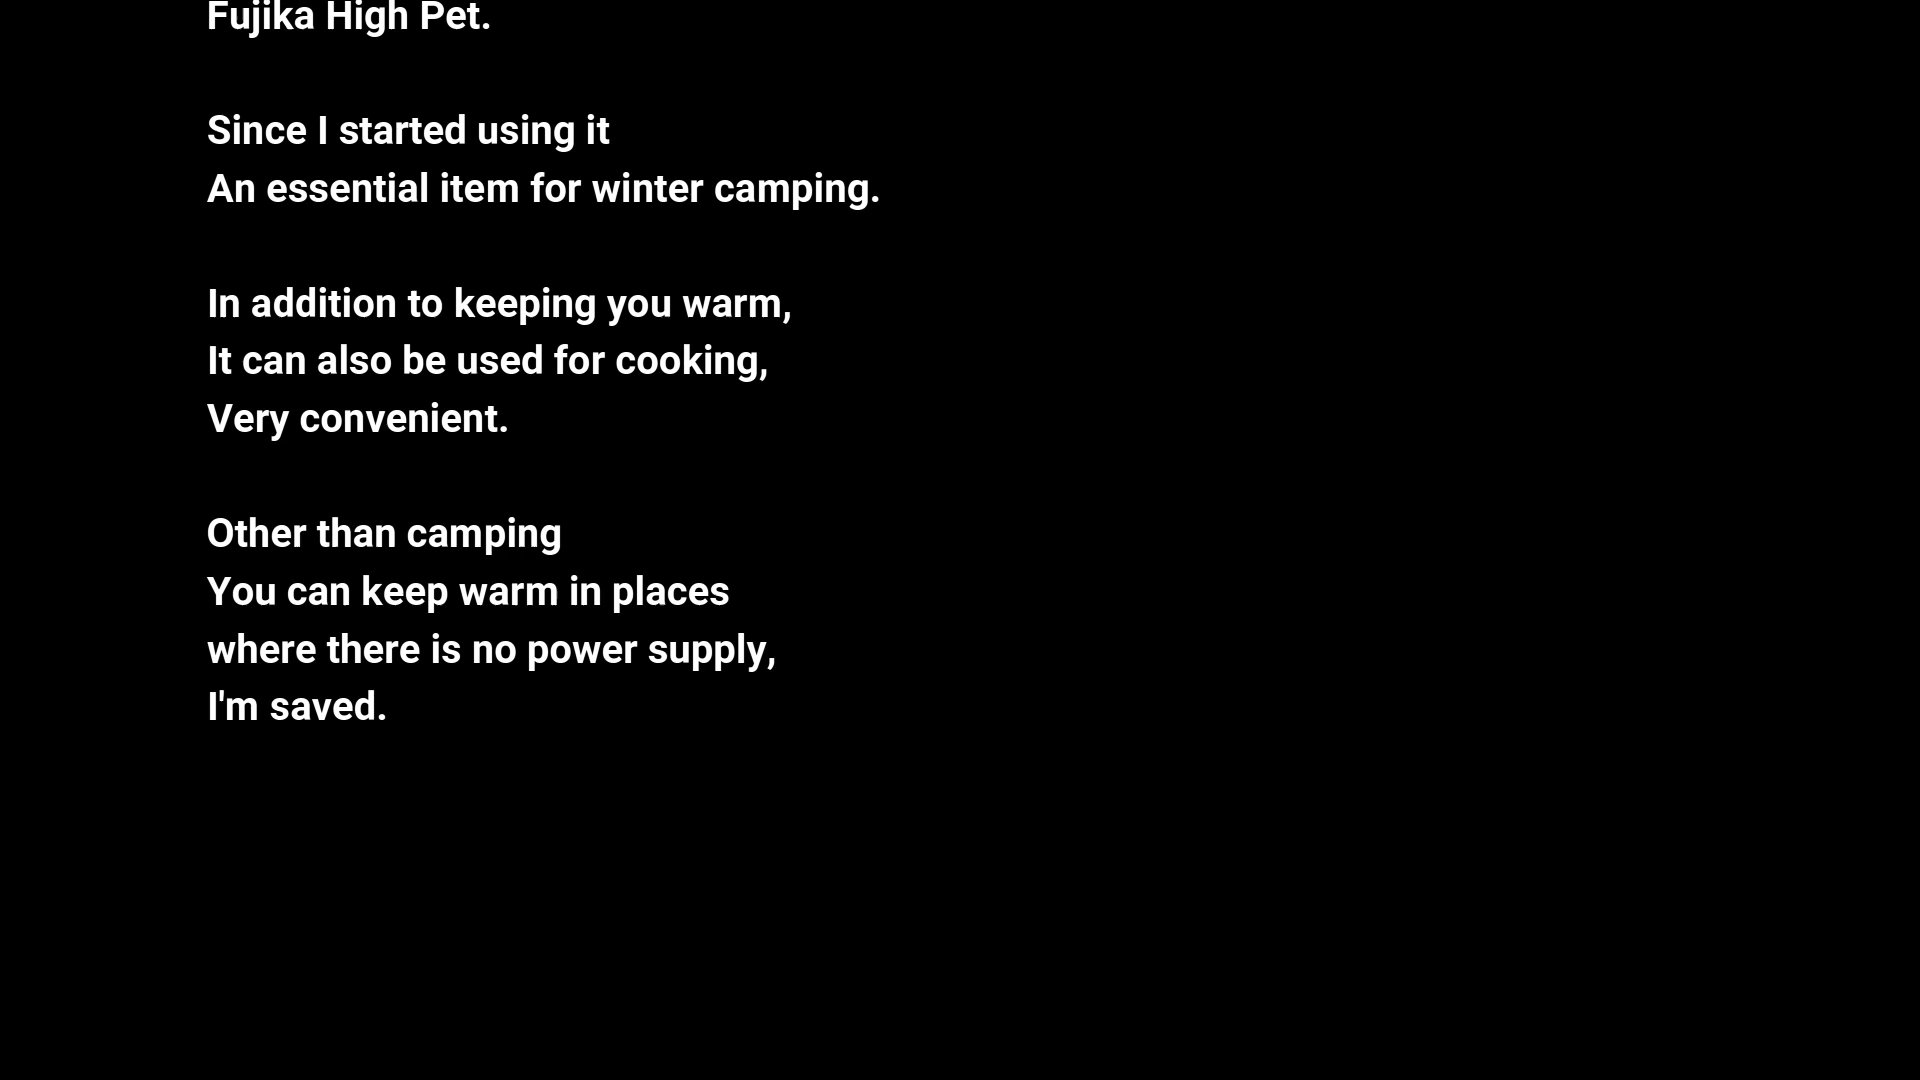 Fujika High Pet.
Since I started using it
An essential item for winter camping.
In addition to keeping you warm,
It can also be used for cooking,
Very convenient.
Other than camping
You can keep warm in places
where there is no power supply,
I'm saved.